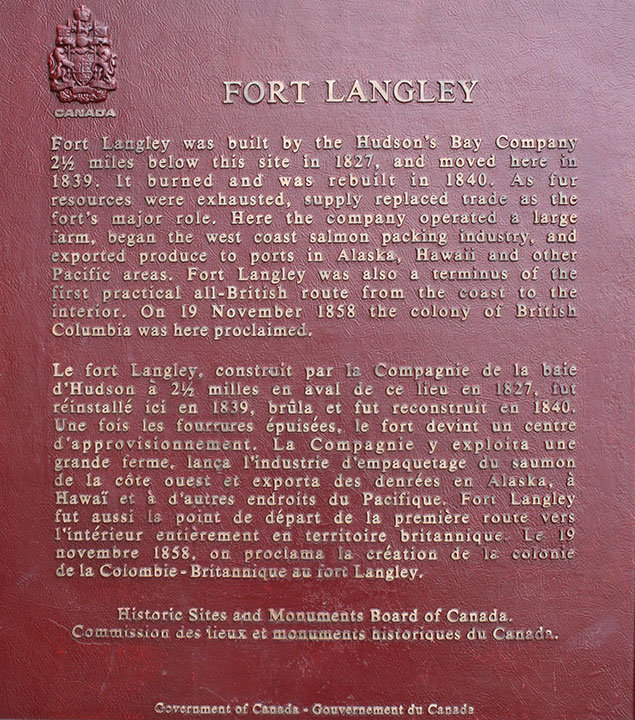 CANADA
FORT LANGLEY
Fort Langley was built by the Hudson's Bay Company
2½ miles below this site in 1827, and moved here in
1839. It burned and was rebuilt in 1840. As fur
resources were exhausted, supply replaced trade as the
fort's major role. Here the company operated a large
farm, began the west coast salmon packing industry, and
exported produce to ports in Alaska, Hawaii and other
Pacific areas. Fort Langley was also a terminus of the
first practical all-British route from the coast to the
interior. On 19 November 1858 the colony of British
Columbia was here proclaimed.
Le fort Langley, construit par la Compagnie de la baie
d'Hudson à 2½ milles en aval de ce lieu en 1827, fut
réinstallé ici en 1839, brûla et fut reconstruit en 1840.
Une fois les fourrures épuisées, le fort devint un centre
d'approvisionnement. La Compagnie y exploita une
grande ferme, lança l'industrie d'empaquetage du saumon
de la côte ouest et exporta des denrées en Alaska, à
Hawaï et à d'autres endroits du Pacifique. Fort Langley
fut aussi la point de départ de la première route vers
l'intérieur entièrement en territoire britannique. Le 19
novembre 1858, on proclama la création de la colonie
de la Colombie-Britannique au fort Langley.
Historic Sites and Monuments Board of Canada.
Commission des lieux et monuments historiques du Canada.
Government of Canada - Gouvernement du Canada